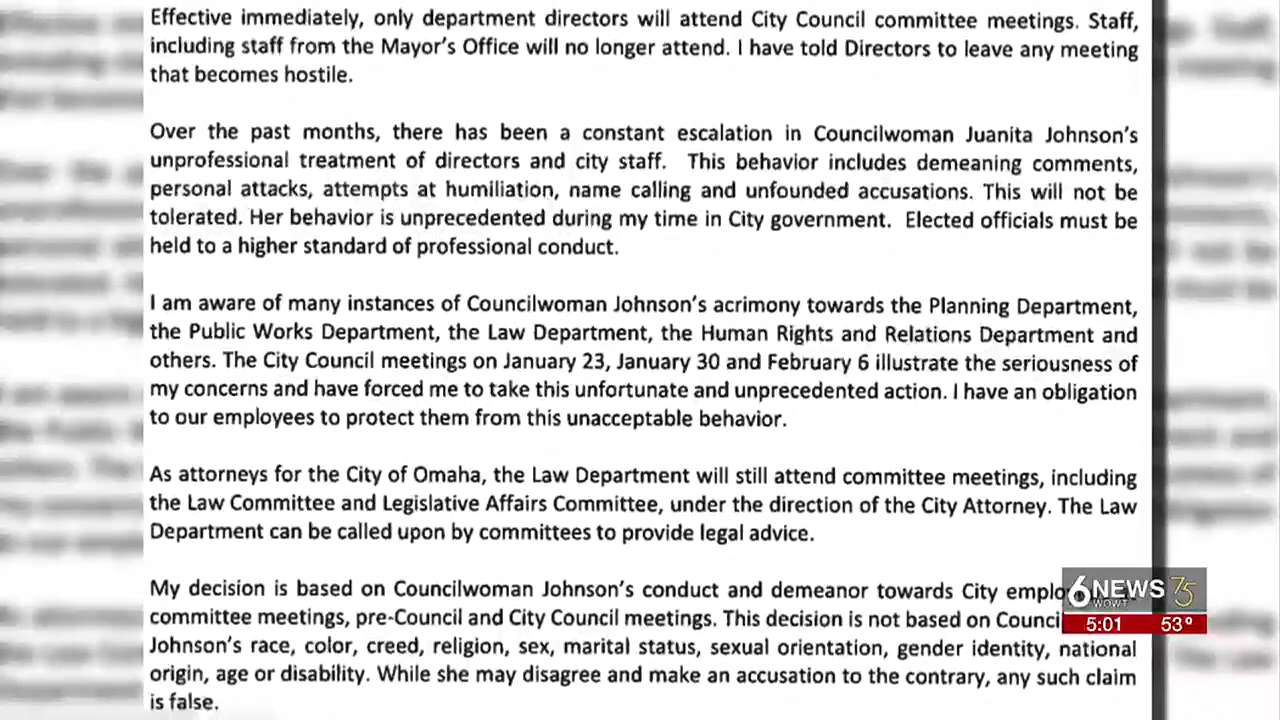 Effective immediately, only department directors will attend City Council committee meetings. Staff,
including staff from the Mayor's Office will no longer attend. I have told Directors to leave any meeting
that becomes hostile.
Over the past months, there has been a constant escalation in Councilwoman Juanita Johnson's
unprofessional treatment of directors and city staff. This behavior includes demeaning comments,
personal attacks, attempts at humiliation, name calling and unfounded accusations. This will not be
tolerated. Her behavior is unprecedented during my time in City government. Elected officials must be
held to a higher standard of professional conduct.
I am aware of many instances of Councilwoman Johnson's acrimony towards the Planning Department,
the Public Works Department, the Law Department, the Human Rights and Relations Department and
others. The City Council meetings on January 23, January 30 and February 6 illustrate the seriousness of
my concerns and have forced me to take this unfortunate and unprecedented action. I have an obligation
to our employees to protect them from this unacceptable behavior.
As attorneys for the City of Omaha, the Law Department will still attend committee meetings, including
the Law Committee and Legislative Affairs Committee, under the direction of the City Attorney. The Law
Department can be called upon by committees to provide legal advice.
My decision is based on Councilwoman Johnson's conduct and demeanor towards City emplo
committee meetings, pre-Council and City Council meetings. This decision is not based on Counci
Johnson's race, color, creed, religion, sex, marital status, sexual orientation, gender identity, national
origin, age or disability. While she may disagree and make an accusation to the contrary, any such claim
is false.
6 NEWS 75
WOWT
5:01 53°